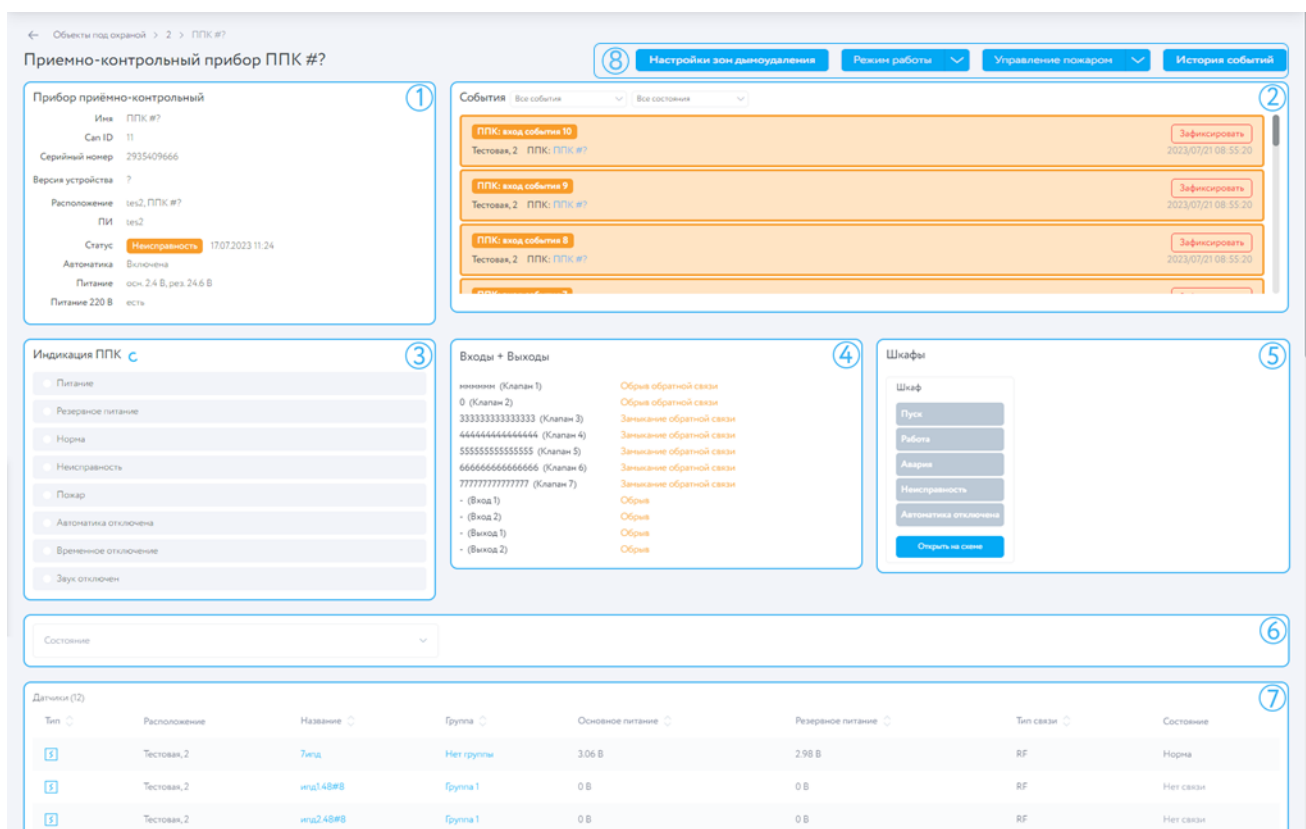 ← Объекты под охраной > 2 > ППК #?
Приемно-контрольный прибор ППК #?
8 Настройки зон дымоудаления Режим работы Управление пожаром История событий
Прибор приёмно-контрольный 1
Имя ППК #?
Can ID 11
Серийный номер 2935409666
Версия устройства ?
Расположение tes2, ППК #?
ПИ tes2
Статус Неисправность 17.07.2023 11:24
Автоматика Включена
Питание осн. 2.4 В, рез. 24.6 В
Питание 220 В есть
События Все события Все состояния 2
ППК: вход события 10 Зафиксировать
Тестовая, 2 ППК: ППК #? 2023/07/21 08:55:20
ППК: вход события 9 Зафиксировать
Тестовая, 2 ППК: ППК #? 2023/07/21 08:55:20
ППК: вход события 8 Зафиксировать
Тестовая, 2 ППК: ППК #? 2023/07/21 08:55:20
Индикация ППК 3
Питание
Резервное питание
Норма
Неисправность
Пожар
Автоматика отключена
Временное отключение
Звук отключен
Входы + Выходы 4
(Клапан 1) Обрыв обратной связи
0 (Клапан 2) Обрыв обратной связи
333333333333333 (Клапан 3) Замыкание обратной связи
444444444444444 (Клапан 4) Замыкание обратной связи
555555555555555 (Клапан 5) Замыкание обратной связи
666666666666666 (Клапан 6) Замыкание обратной связи
77777777777777 (Клапан 7) Замыкание обратной связи
- (Вход 1) Обрыв
- (Вход 2) Обрыв
- (Выход 1) Обрыв
- (Выход 2) Обрыв
Шкафы 5
Шкаф
Пуск
Работа
Авария
Неисправность
Автоматика отключена
Открыть на схеме
Состояние 6
Датчики (12) 7
Тип Расположение Название Группа Основное питание Резервное питание Тип связи Состояние
Тестовая, 2 7ипд Нет группы 3.06 В 2.98 В RF Норма
Тестовая, 2 ипд1.48#8 Группа 1 0 В 0 В RF Нет связи
Тестовая, 2 ипд2.48#8 Группа 1 0 В 0 В RF Нет связи